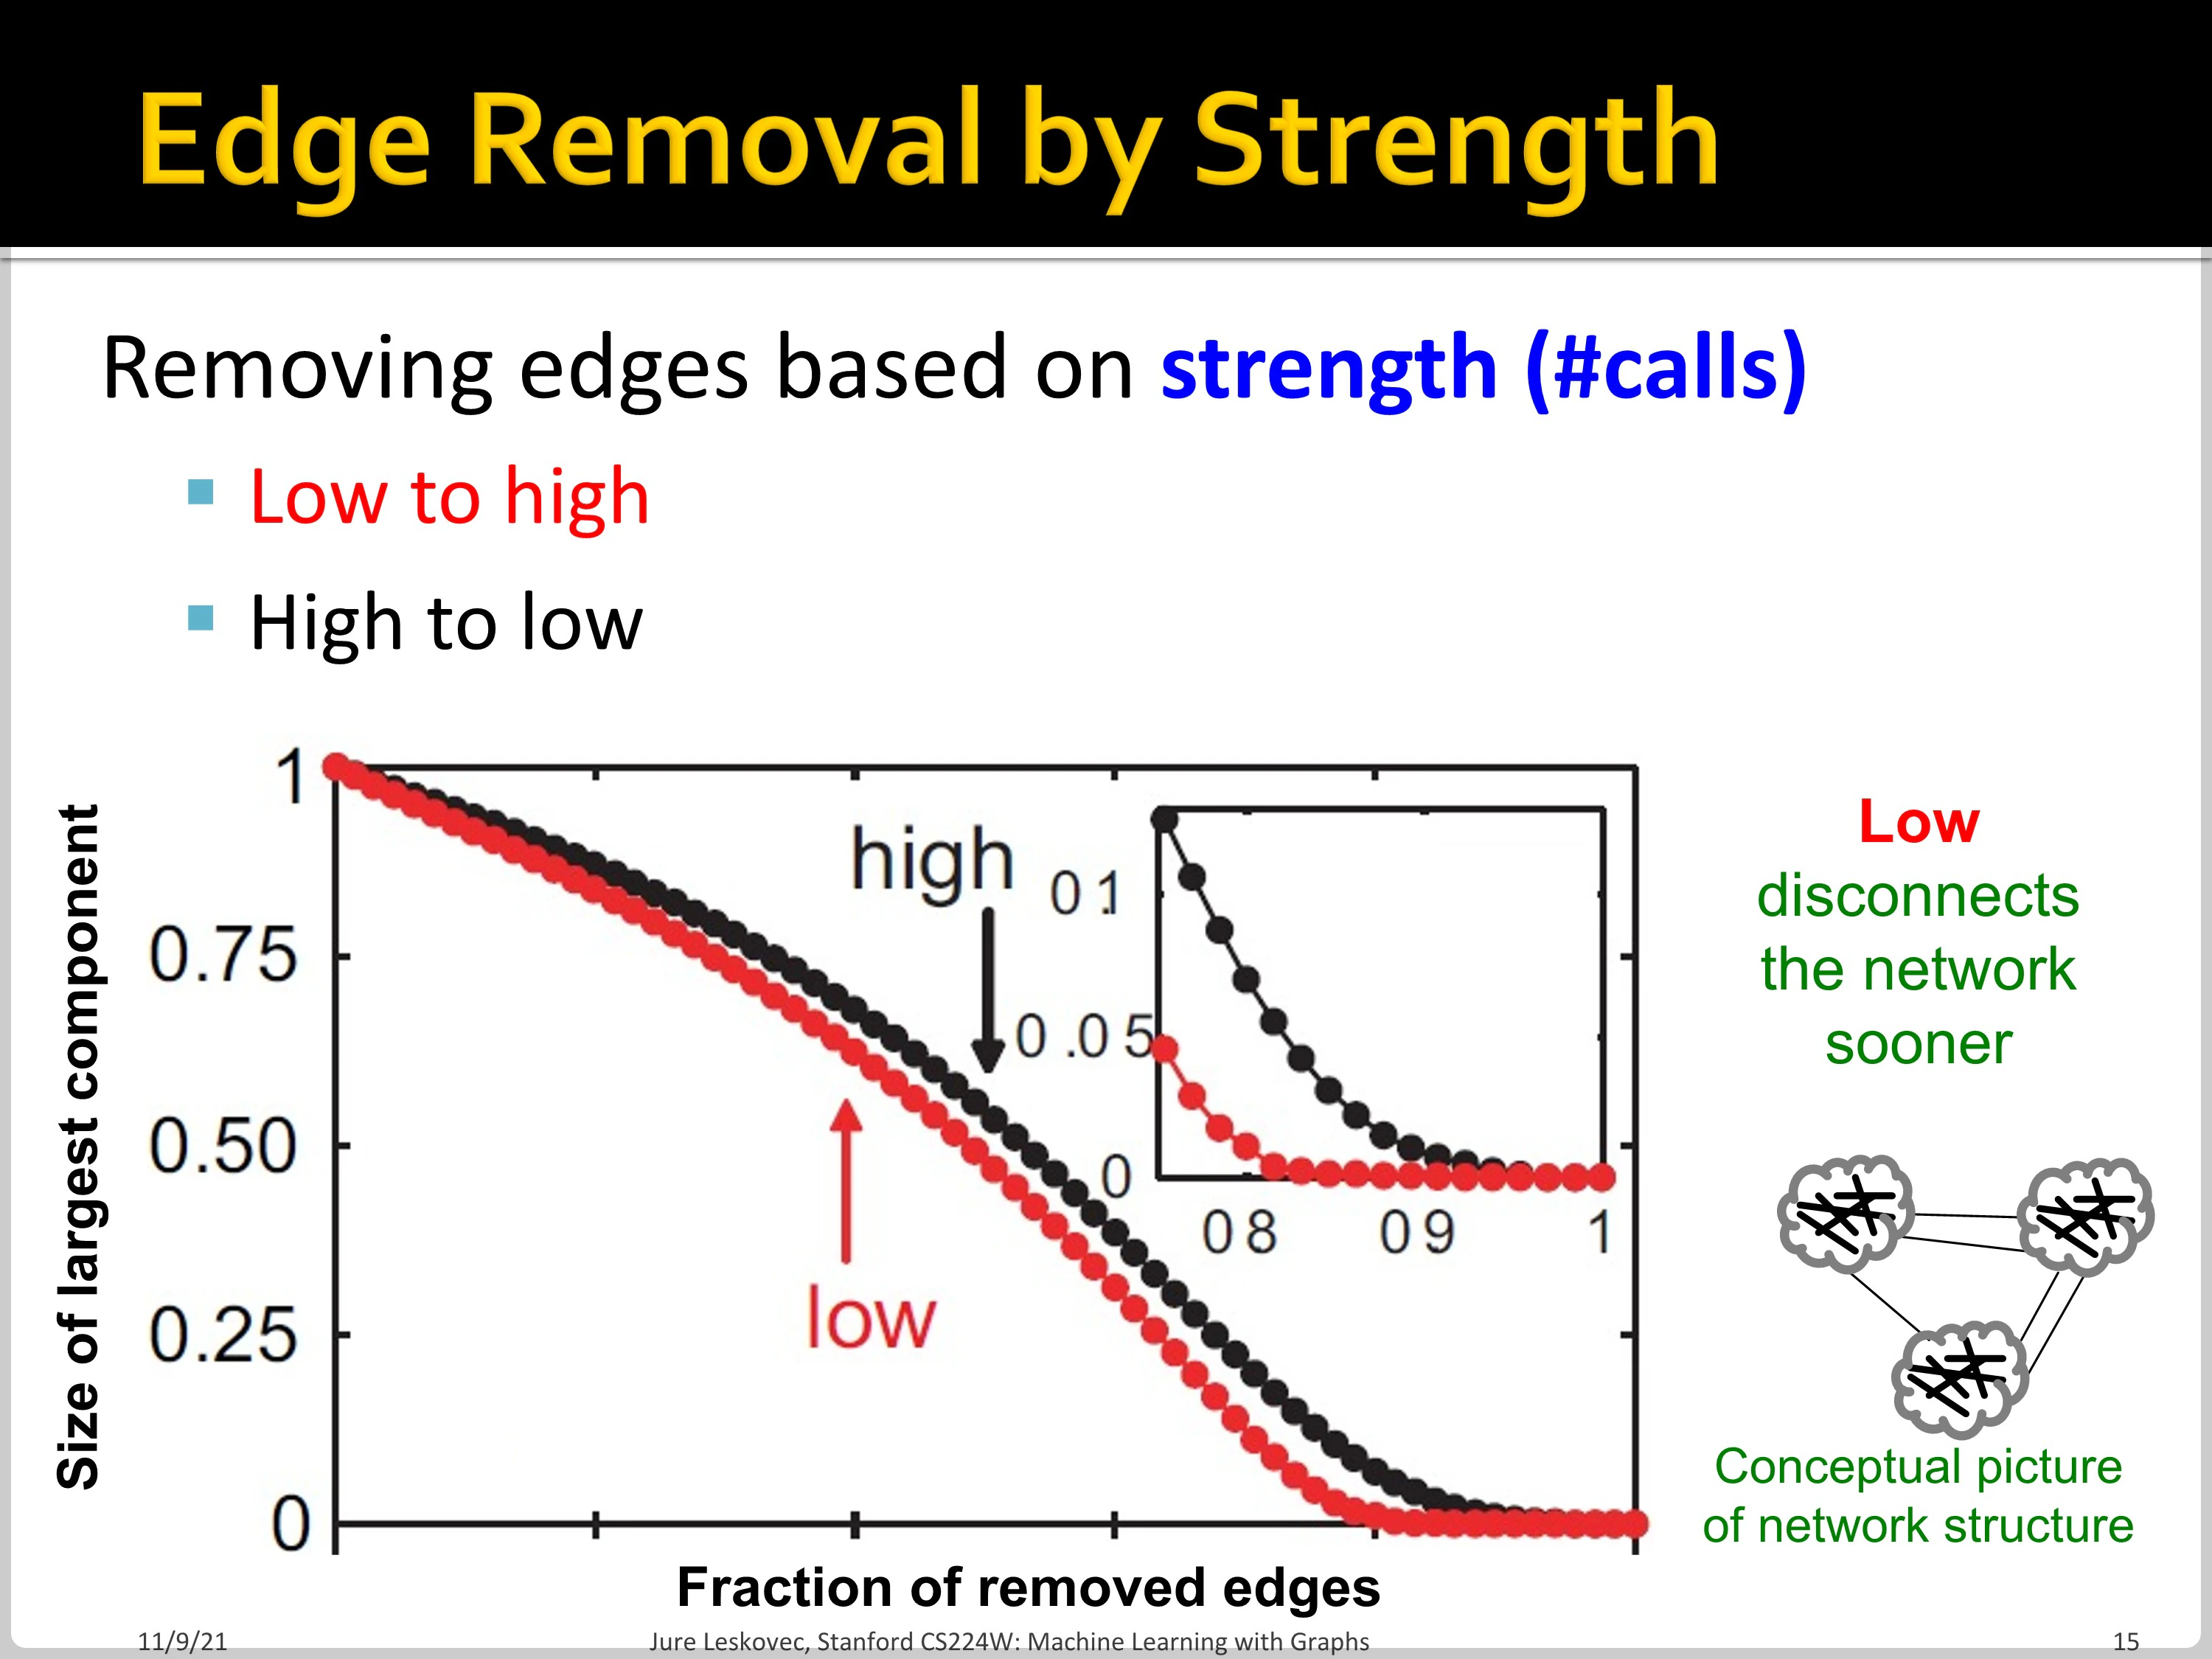 Edge Removal by Strength
Removing edges based on strength (#calls)
Low to high
High to low
Size of largest component
1
0.75
0.50
0.25
0
high
low
0 1
0 .0 5
0
0 8
0 9
1
Fraction of removed edges
Low
disconnects
the network
sooner
Conceptual picture
of network structure
11/9/21
Jure Leskovec, Stanford CS224W: Machine Learning with Graphs
15